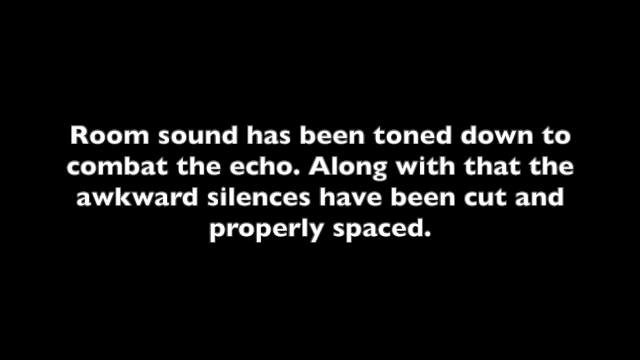 Room sound has been toned down to
combat the echo. Along with that the
awkward silences have been cut and
properly spaced.